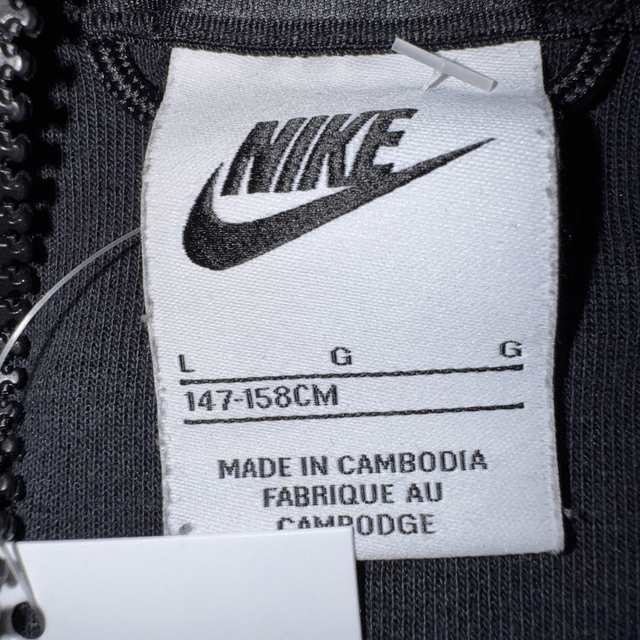 NIKE
L G G
147-158CM
MADE IN CAMBODIA
FABRIQUE AU
CAMBODGE